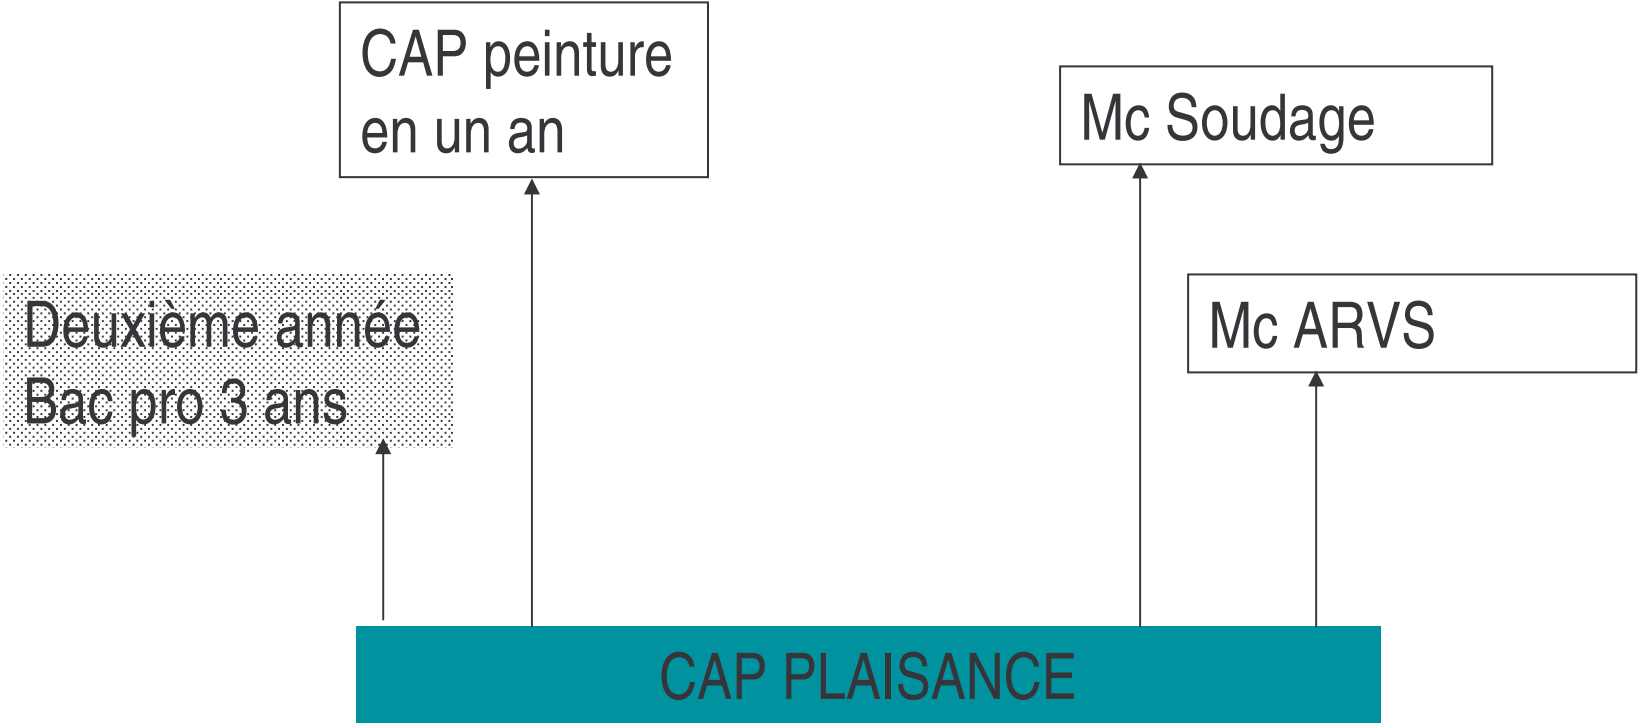 CAP peinture
en un an
Mc Soudage
Deuxième année
Bac pro 3 ans
Mc ARVS
CAP PLAISANCE